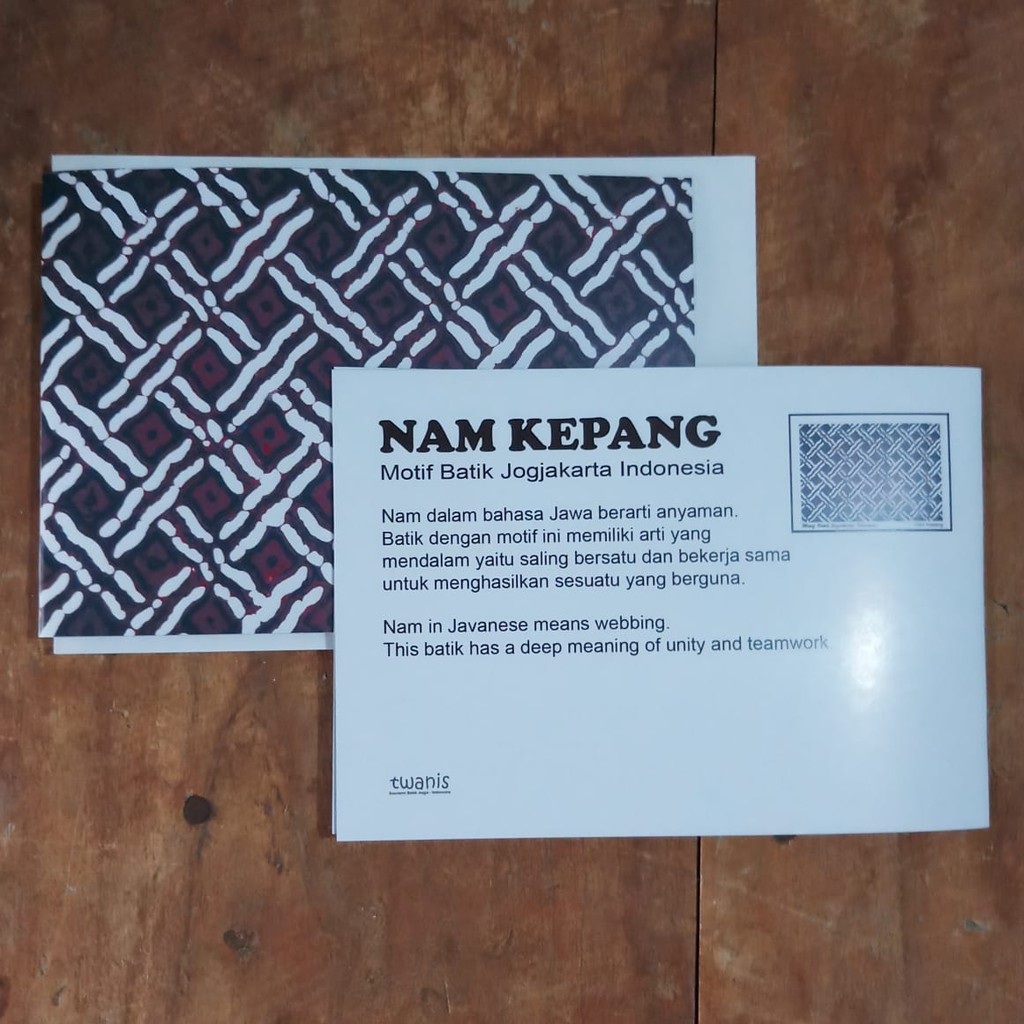 NAM KEPANG
Motif Batik Jogjakarta Indonesia
Nam dalam bahasa Jawa berarti anyaman.
Batik dengan motif ini memiliki arti yang
mendalam yaitu saling bersatu dan bekerja sama
untuk menghasilkan sesuatu yang berguna.
Nam in Javanese means webbing.
This batik has a deep meaning of unity and teamwork
twanis